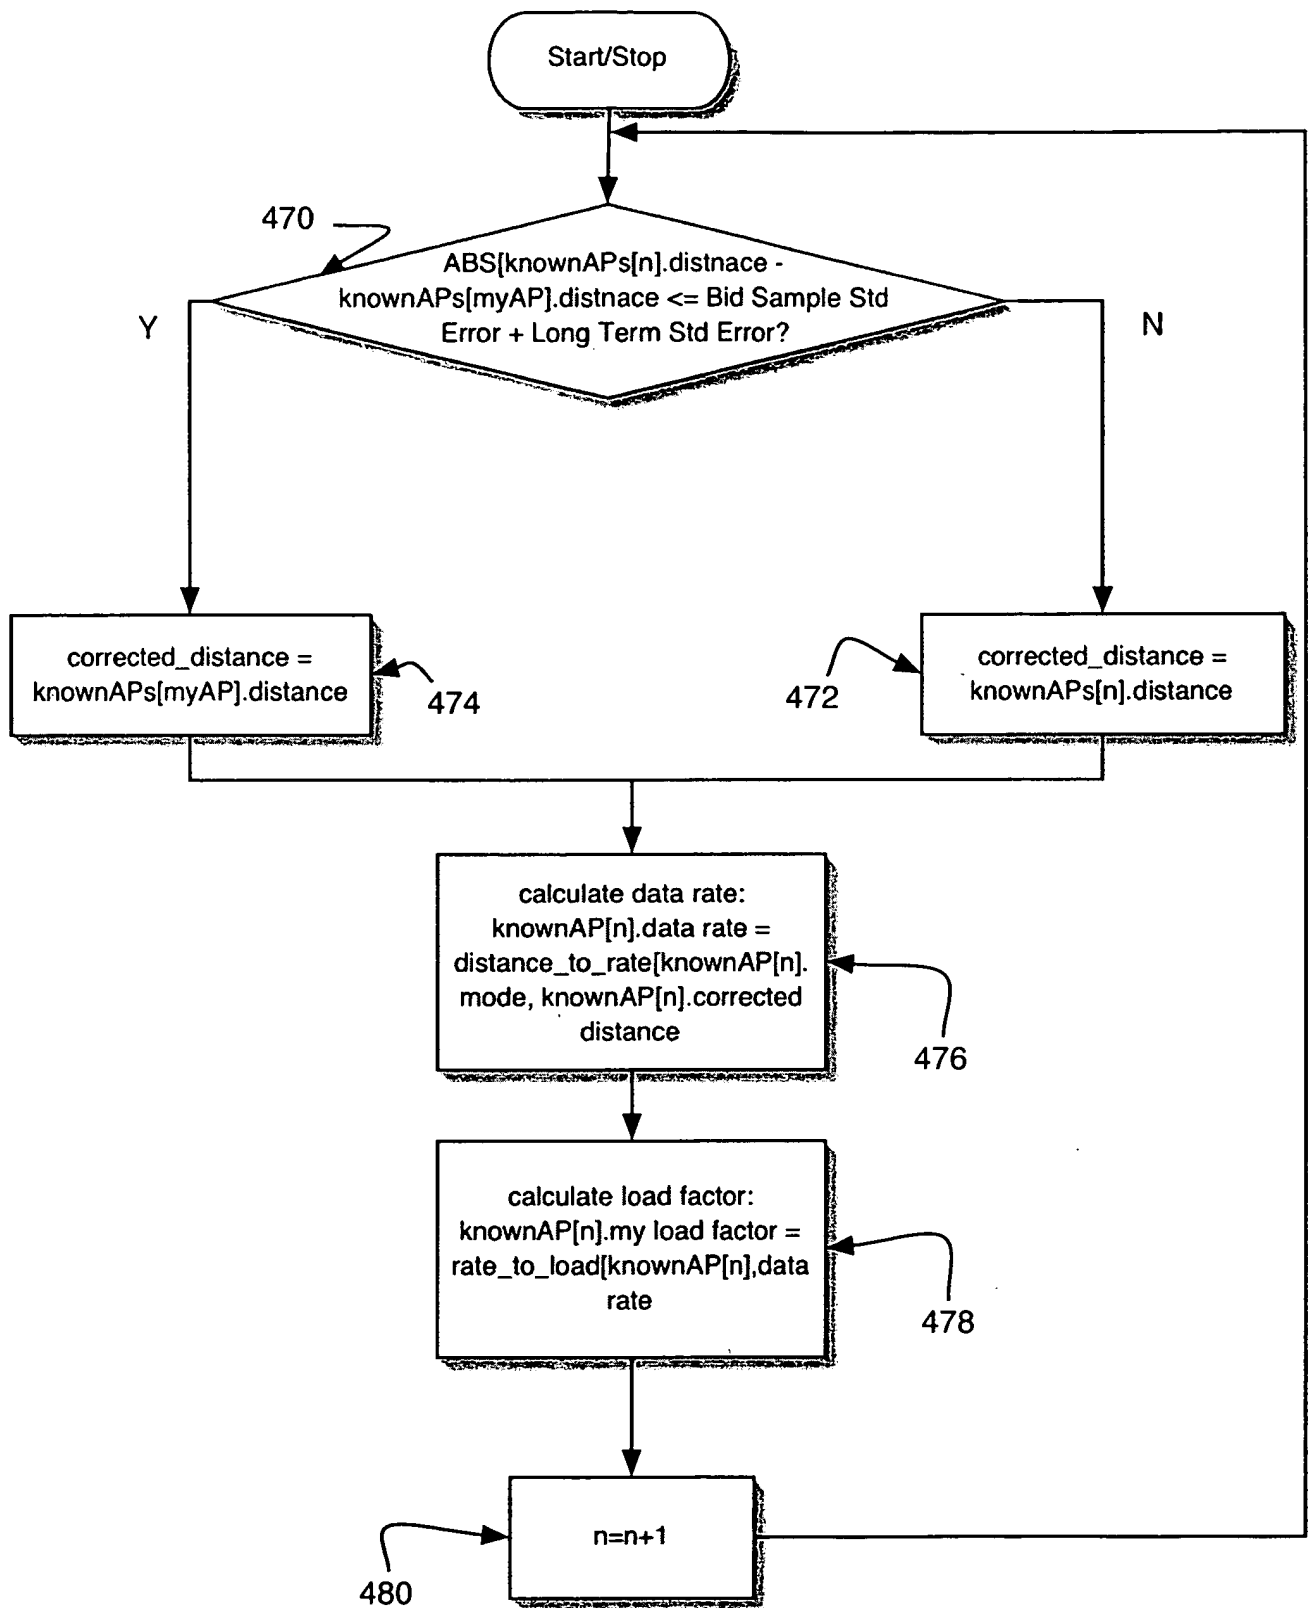 Start/Stop
470
ABS[knownAPs[n].distnace -
knownAPs[myAP].distnace <= Bid Sample Std
Error + Long Term Std Error?
Y
N
corrected_distance =
knownAPs[myAP].distance
474
472
corrected_distance =
knownAPs[n].distance
calculate data rate:
knownAP[n].data rate =
distance_to_rate[knownAP[n].
mode, knownAP[n].corrected
distance
476
calculate load factor:
knownAP[n].my load factor =
rate_to_load[knownAP[n],data
rate
478
n=n+1
480